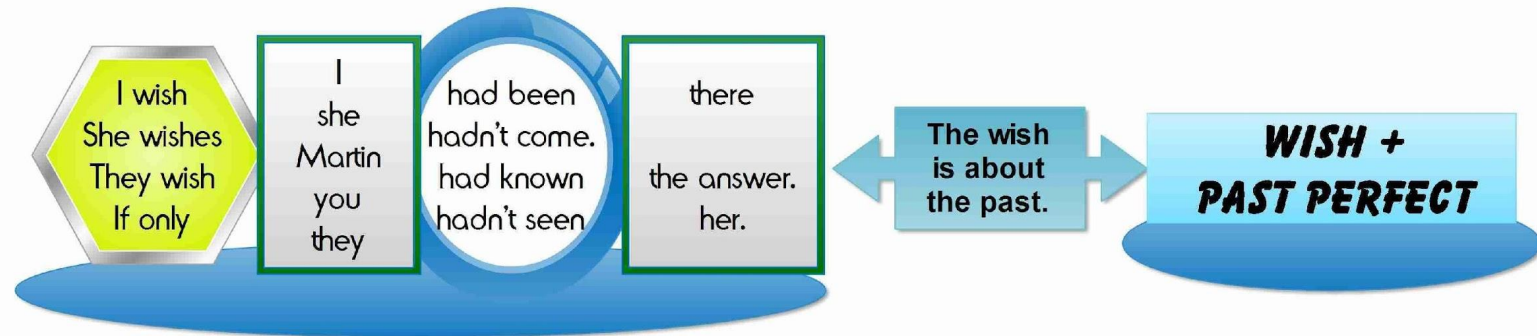 I wish
She wishes
They wish
If only
I
she
Martin
you
they
had been
hadn't come.
had known
hadn't seen
there
the answer.
her.
The wish
is about
the past.
WISH +
PAST PERFECT